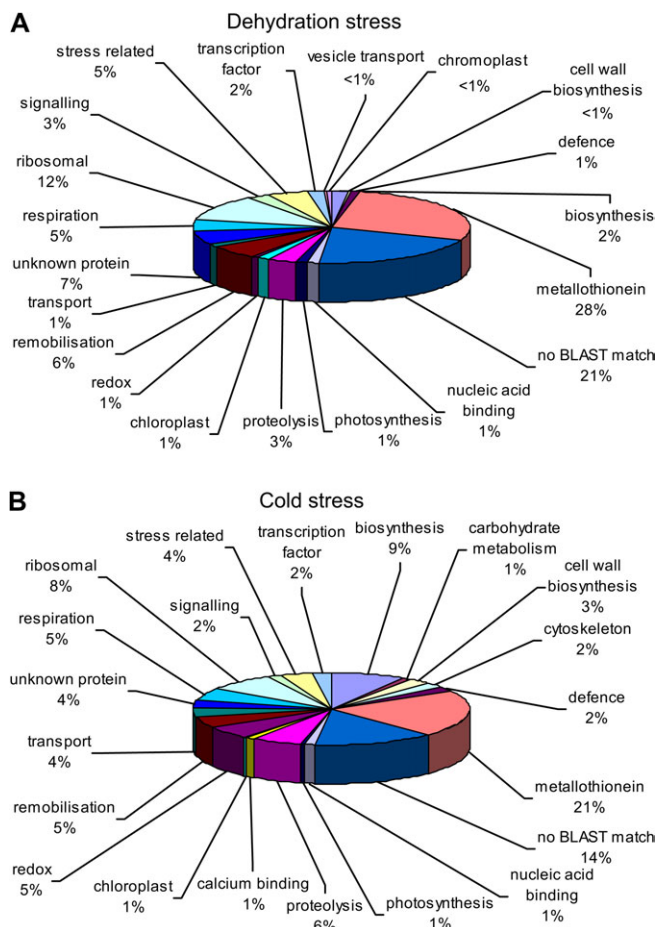 A
Dehydration stress
stress related
5%
transcription
factor
2%
vesicle transport
<1%
chromoplast
<1%
cell wall
biosynthesis
<1%
signalling
3%
defence
1%
ribosomal
12%
biosynthesis
2%
respiration
5%
metallothionein
28%
unknown protein
7%
transport
1%
no BLAST match
21%
remobilisation
6%
redox
1%
nucleic acid
binding
1%
chloroplast
1%
proteolysis
3%
photosynthesis
1%
B
Cold stress
stress related
4%
transcription
factor
2%
biosynthesis
9%
carbohydrate
metabolism
1%
ribosomal
8%
cell wall
biosynthesis
3%
signalling
2%
respiration
5%
cytoskeleton
2%
unknown protein
4%
defence
2%
transport
4%
metallothionein
21%
remobilisation
5%
no BLAST match
14%
redox
5%
chloroplast
1%
calcium binding
1%
nucleic acid
binding
1%
proteolysis
6%
photosynthesis
1%